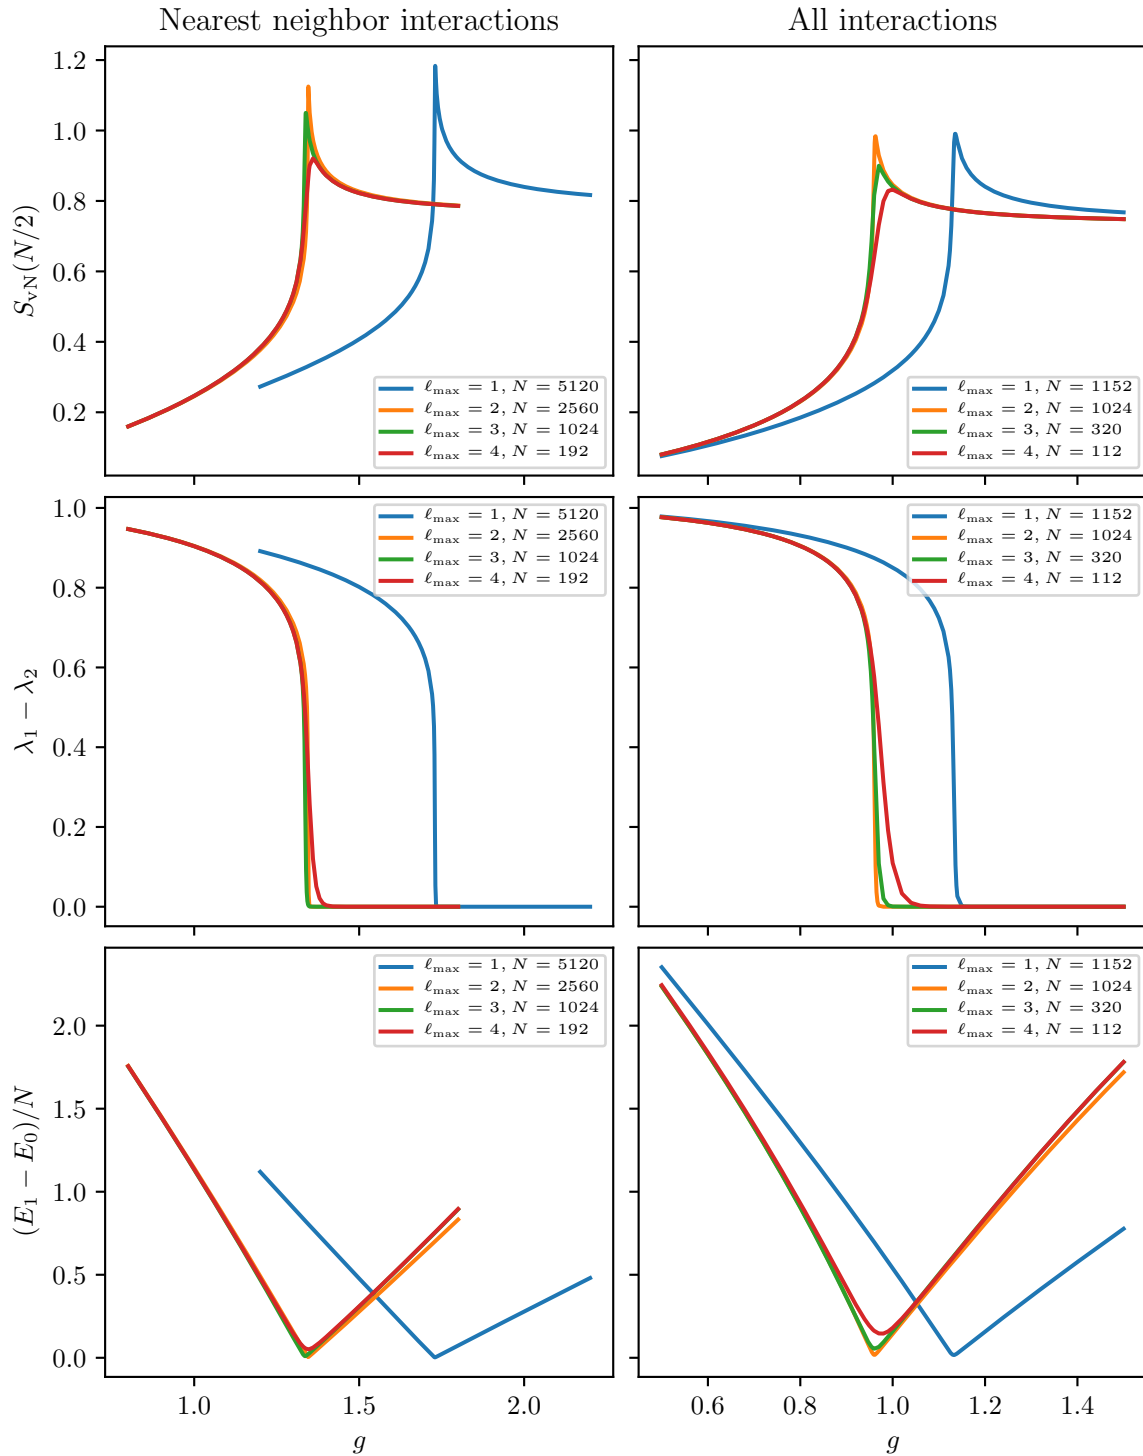 Nearest neighbor interactions
All interactions
S_vN(N/2)
1.2
1.0
0.8
0.6
0.4
0.2
ℓ_max = 1, N = 5120
ℓ_max = 2, N = 2560
ℓ_max = 3, N = 1024
ℓ_max = 4, N = 192
ℓ_max = 1, N = 1152
ℓ_max = 2, N = 1024
ℓ_max = 3, N = 320
ℓ_max = 4, N = 112
λ₁ − λ₂
1.0
0.8
0.6
0.4
0.2
0.0
ℓ_max = 1, N = 5120
ℓ_max = 2, N = 2560
ℓ_max = 3, N = 1024
ℓ_max = 4, N = 192
ℓ_max = 1, N = 1152
ℓ_max = 2, N = 1024
ℓ_max = 3, N = 320
ℓ_max = 4, N = 112
(E₁ − E₀)/N
2.0
1.5
1.0
0.5
0.0
ℓ_max = 1, N = 5120
ℓ_max = 2, N = 2560
ℓ_max = 3, N = 1024
ℓ_max = 4, N = 192
ℓ_max = 1, N = 1152
ℓ_max = 2, N = 1024
ℓ_max = 3, N = 320
ℓ_max = 4, N = 112
1.0 1.5 2.0
0.6 0.8 1.0 1.2 1.4
g
g